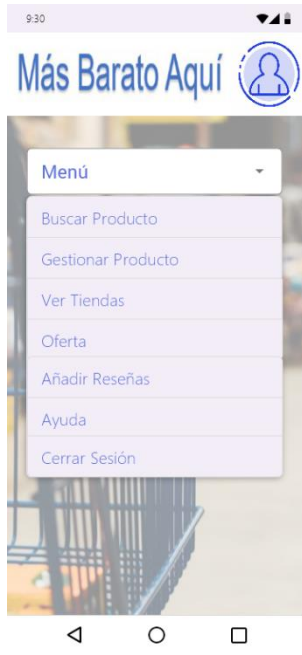 9:30
Más Barato Aquí
Menú
Buscar Producto
Gestionar Producto
Ver Tiendas
Oferta
Añadir Reseñas
Ayuda
Cerrar Sesión